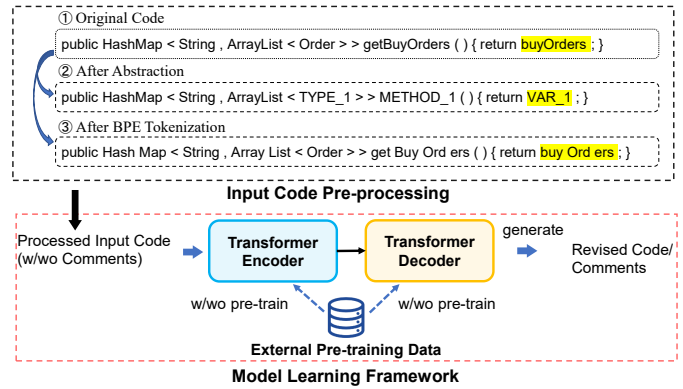 ① Original Code
public HashMap < String , ArrayList < Order > > getBuyOrders ( ) { return buyOrders ; }
② After Abstraction
public HashMap < String , ArrayList < TYPE_1 > > METHOD_1 ( ) { return VAR_1 ; }
③ After BPE Tokenization
public Hash Map < String , Array List < Order > > get Buy Ord ers ( ) { return buy Ord ers ; }
Input Code Pre-processing
Processed Input Code
(w/wo Comments)
Transformer
Encoder
Transformer
Decoder
generate
Revised Code/
Comments
w/wo pre-train
w/wo pre-train
External Pre-training Data
Model Learning Framework